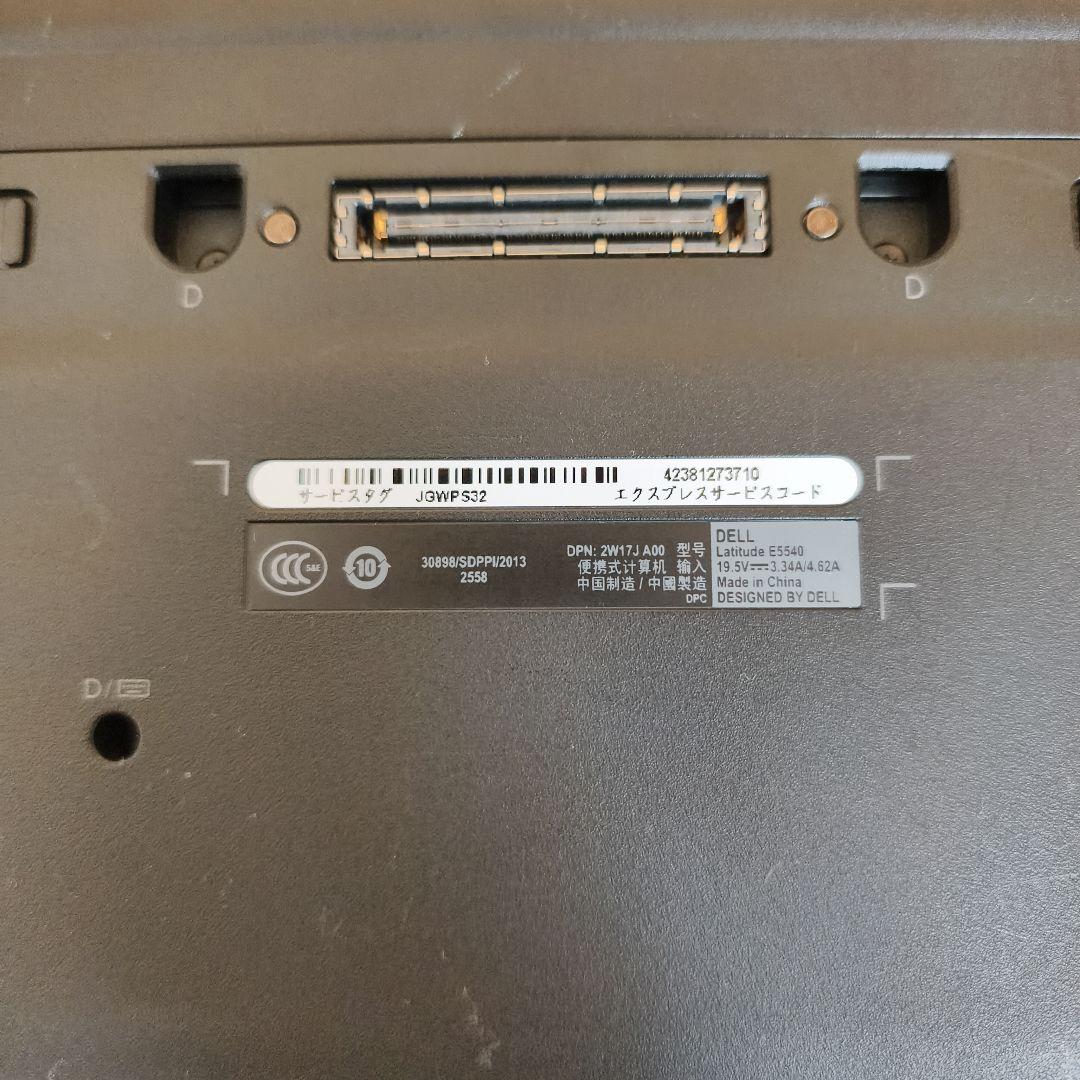 D
D
42381273710
サービスタグ JGWPS32 エクスプレスサービスコード
CCC S&E
10
30898/SDPPI/2013
2558
DPN: 2W17J A00 型号
便携式计算机 输入
中国制造 / 中國製造
DPC
DELL
Latitude E5540
19.5V⎓3.34A/4.62A
Made in China
DESIGNED BY DELL
D/